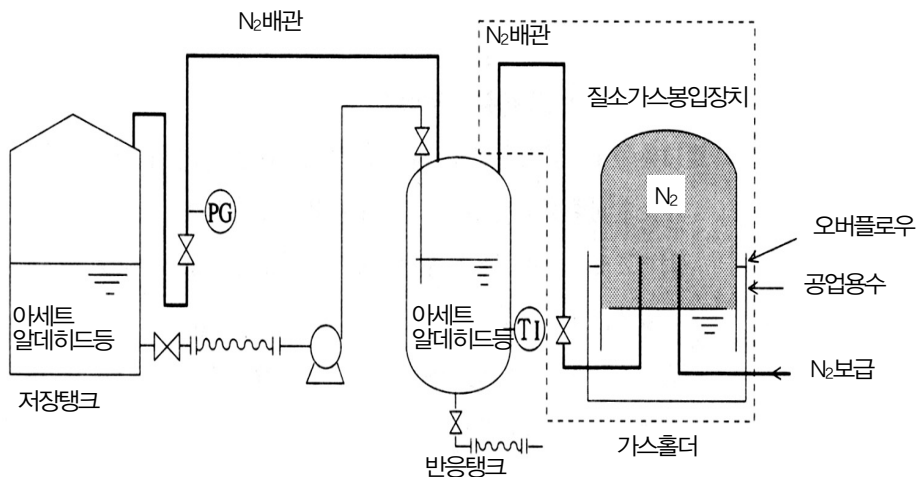 N₂배관
N₂배관
질소가스봉입장치
N₂
PG
오버플로우
공업용수
아세트
알데히드등
아세트
알데히드등
TI
N₂보급
저장탱크
반응탱크
가스홀더